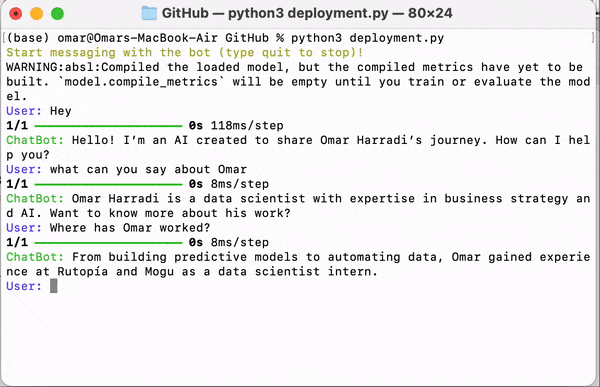 GitHub — python3 deployment.py — 80×24
(base) omar@Omars-MacBook-Air GitHub % python3 deployment.py
Start messaging with the bot (type quit to stop)!
WARNING:absl:Compiled the loaded model, but the compiled metrics have yet to be
built. `model.compile_metrics` will be empty until you train or evaluate the mod
el.
User: Hey
1/1 ━━━━━━━━━━━━━━━━━━━━ 0s 118ms/step
ChatBot: Hello! I’m an AI created to share Omar Harradi’s journey. How can I hel
p you?
User: what can you say about Omar
1/1 ━━━━━━━━━━━━━━━━━━━━ 0s 8ms/step
ChatBot: Omar Harradi is a data scientist with expertise in business strategy an
d AI. Want to know more about his work?
User: Where has Omar worked?
1/1 ━━━━━━━━━━━━━━━━━━━━ 0s 8ms/step
ChatBot: From building predictive models to automating data, Omar gained experie
nce at Rutopía and Mogu as a data scientist intern.
User: